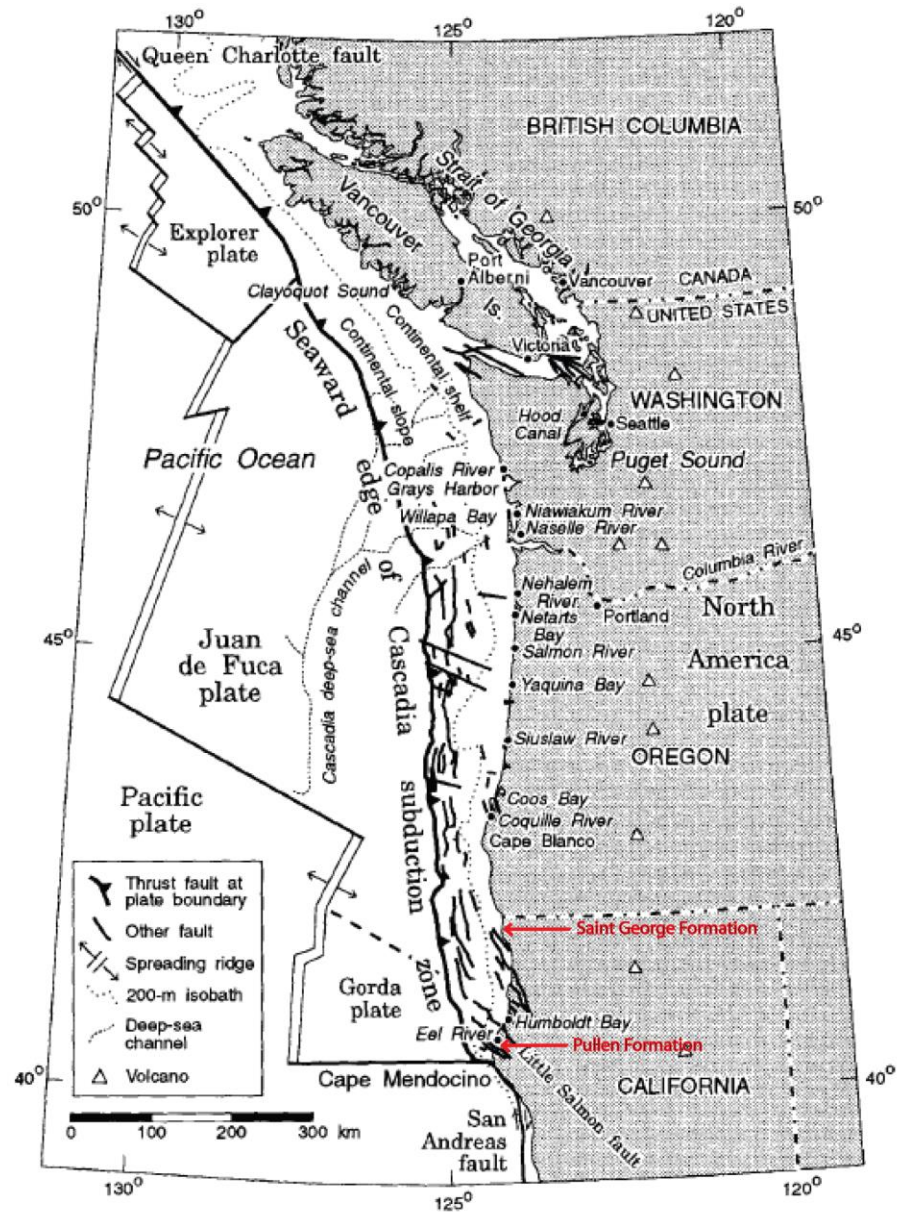 130°
125°
120°
Queen Charlotte fault
BRITISH COLUMBIA
Strait of Georgia
Vancouver
Is.
50°
50°
Explorer
plate
Port
Alberni
Vancouver
CANADA
UNITED STATES
Clayoquot Sound
Continental shelf
Continental slope
Victoria
WASHINGTON
Hood
Canal
Seattle
Puget Sound
Pacific Ocean
Seaward
edge
of
Cascadia
subduction
zone
Copalis River
Grays Harbor
Willapa Bay
Niawiakum River
Naselle River
Columbia River
Cascadia deep-sea channel
Nehalem
River
Netarts
Bay
Portland
North
America
plate
45°
45°
Juan
de Fuca
plate
Salmon River
Yaquina Bay
Siuslaw River
OREGON
Pacific
plate
Coos Bay
Coquille River
Cape Blanco
Thrust fault at
plate boundary
Other fault
Spreading ridge
200-m isobath
Deep-sea
channel
Volcano
Saint George Formation
Gorda
plate
Eel River
Humboldt Bay
Pullen Formation
Little Salmon fault
40°
40°
Cape Mendocino
CALIFORNIA
San
Andreas
fault
0 100 200 300 km
130°
125°
120°